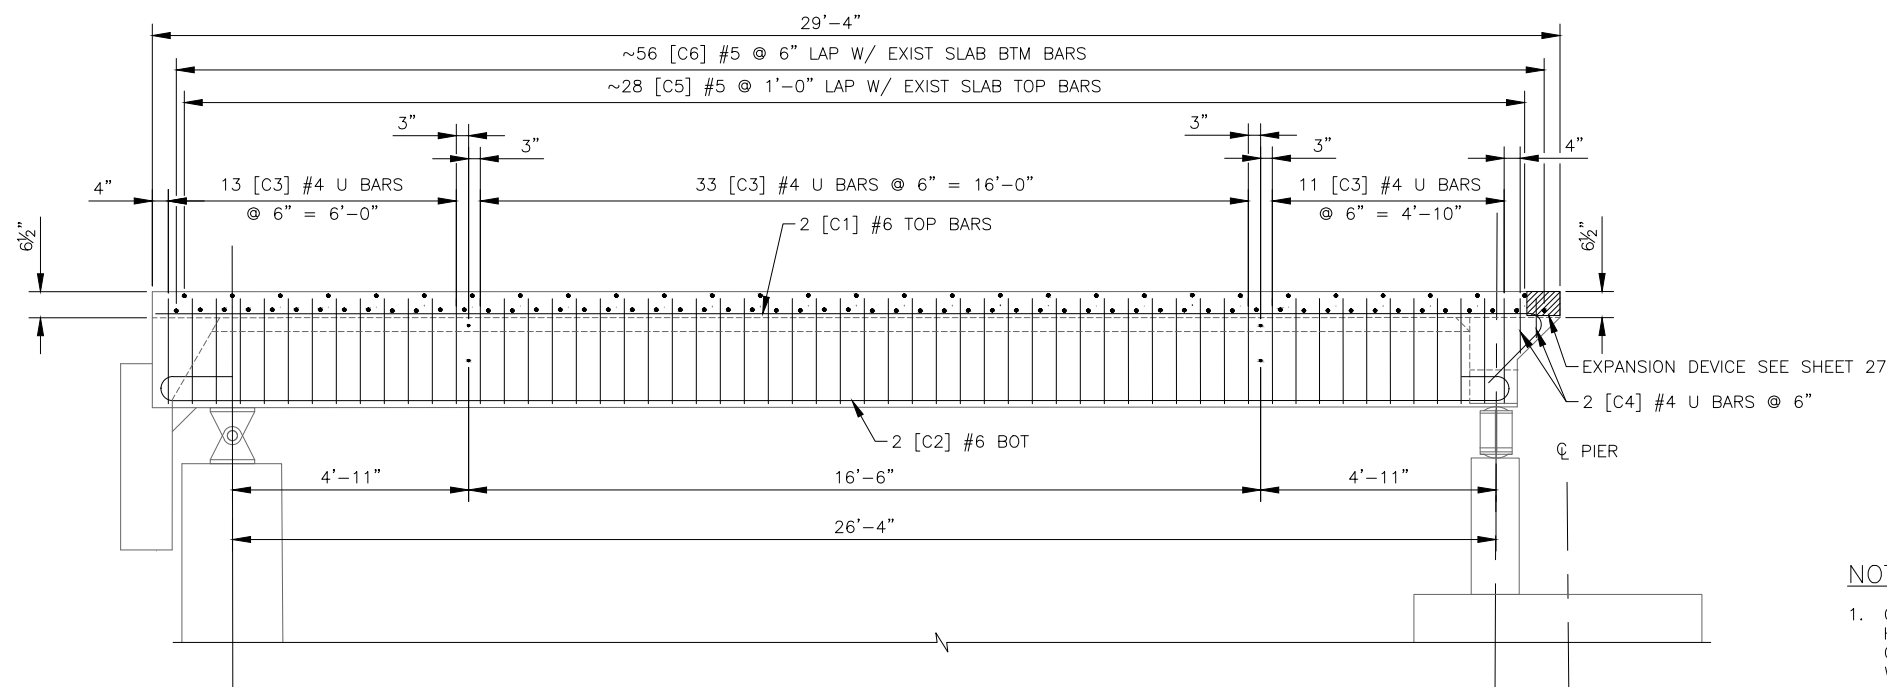 29'-4"
~56 [C6] #5 @ 6" LAP W/ EXIST SLAB BTM BARS
~28 [C5] #5 @ 1'-0" LAP W/ EXIST SLAB TOP BARS
3"
3"
3"
3"
4"
13 [C3] #4 U BARS
@ 6" = 6'-0"
33 [C3] #4 U BARS @ 6" = 16'-0"
11 [C3] #4 U BARS
@ 6" = 4'-10"
4"
6½"
2 [C1] #6 TOP BARS
6½"
EXPANSION DEVICE SEE SHEET 27
2 [C4] #4 U BARS @ 6"
2 [C2] #6 BOT
℄ PIER
4'-11"
16'-6"
4'-11"
26'-4"
1.